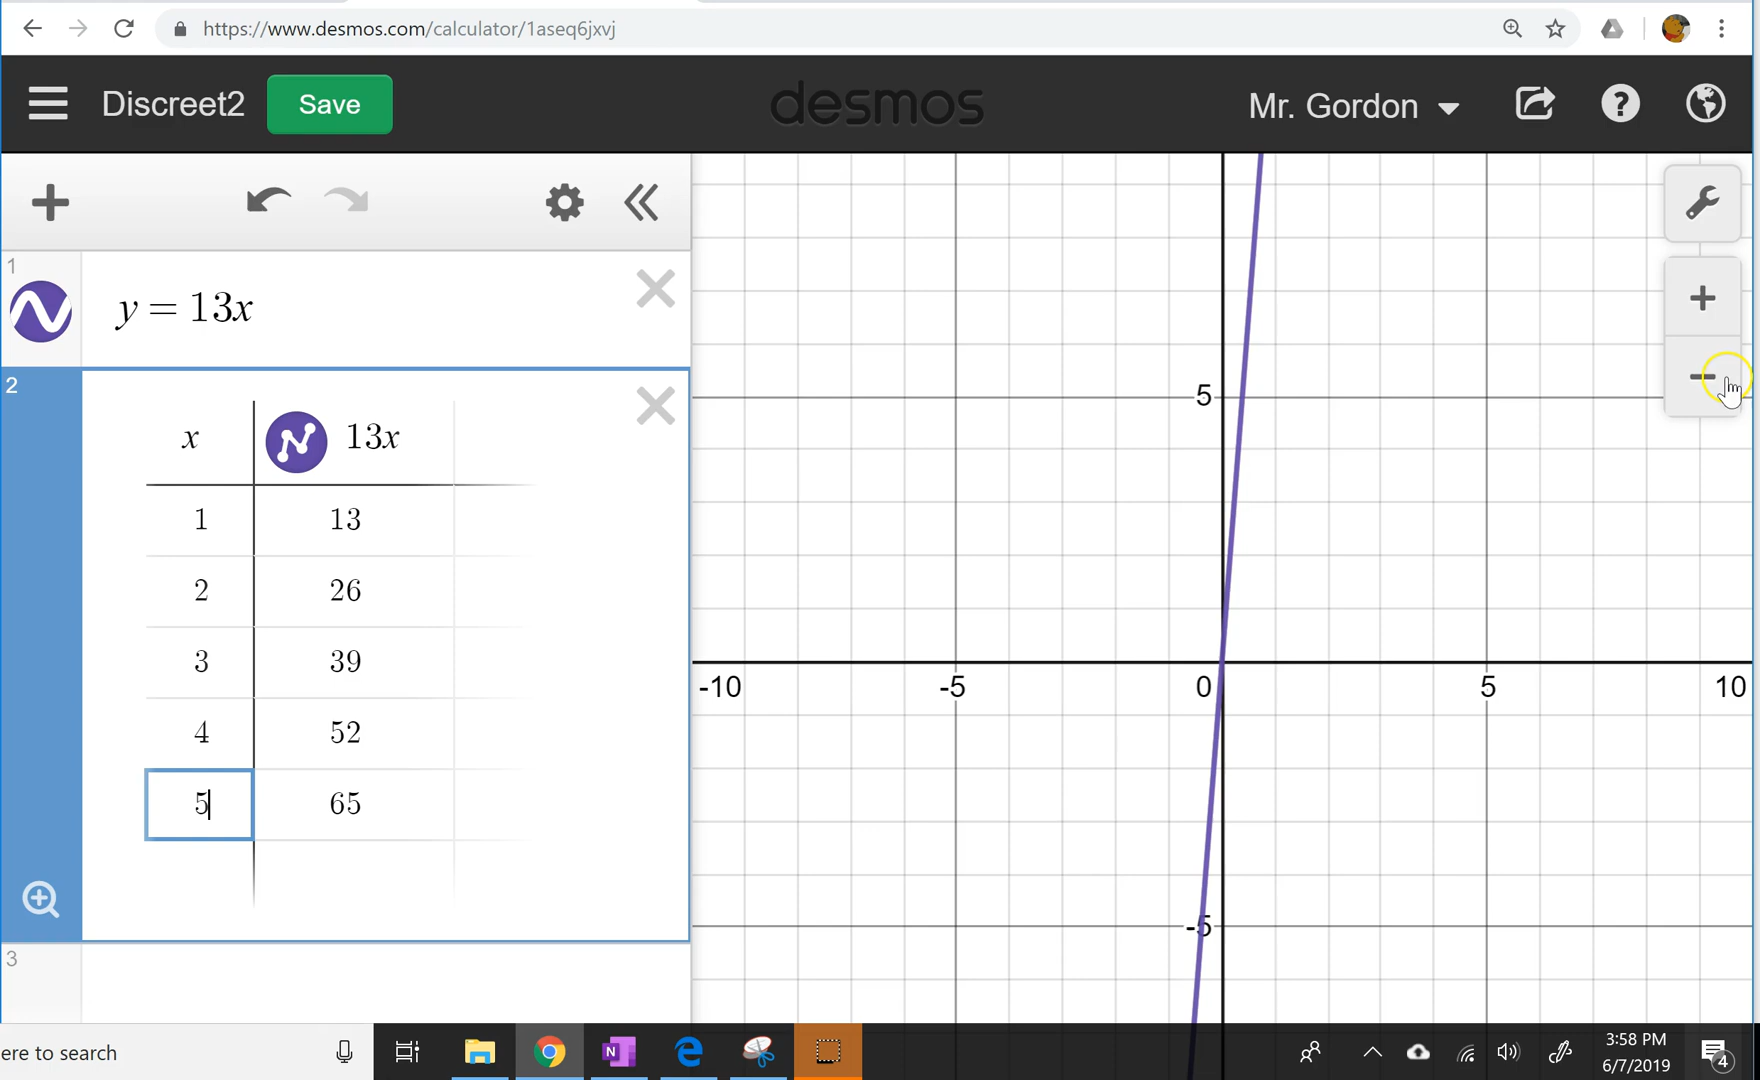 https://www.desmos.com/calculator/1aseq6jxvj
Discreet2
Save
desmos
Mr. Gordon
1
y = 13x
2
x 13x
1 13
2 26
3 39
4 52
5 65
3
5
-10 -5 0 5 10
-5
ere to search
3:58 PM
6/7/2019
4